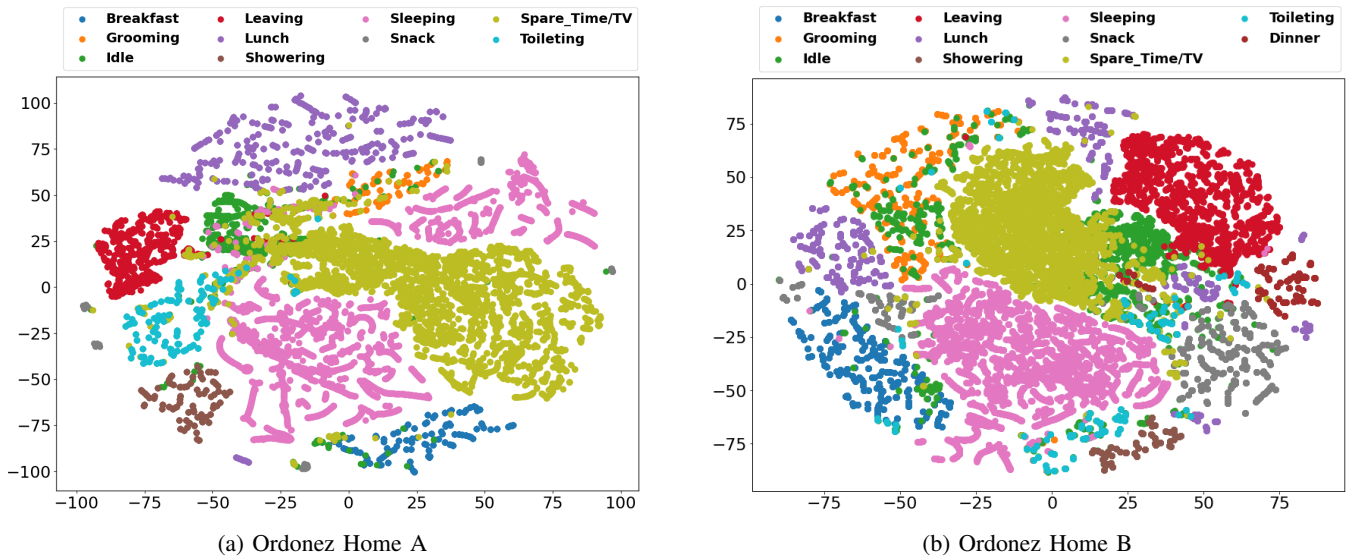 Breakfast Leaving Sleeping Spare_Time/TV
Grooming Lunch Snack Toileting
Idle Showering
100
75
50
25
0
−25
−50
−75
−100
−100 −75 −50 −25 0 25 50 75 100
(a) Ordonez Home A
Breakfast Leaving Sleeping Toileting
Grooming Lunch Snack Dinner
Idle Showering Spare_Time/TV
75
50
25
0
−25
−50
−75
−75 −50 −25 0 25 50 75
(b) Ordonez Home B